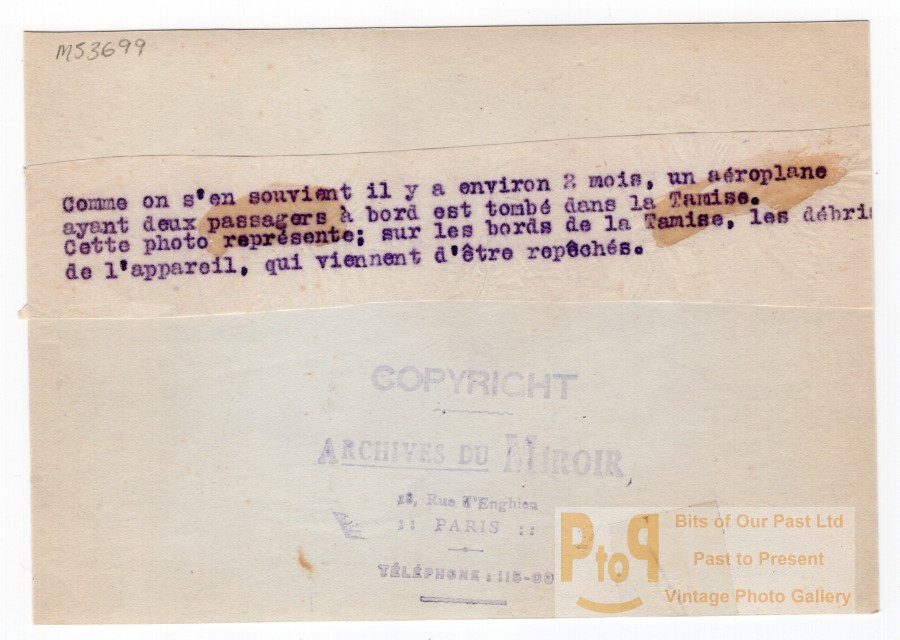 MS3699
Comme on s'en souvient il y a environ 2 mois, un aéroplane
ayant deux passagers à bord est tombé dans la Tamise.
Cette photo représente; sur les bords de la Tamise, les débris
de l'appareil, qui viennent d'être repêchés.
COPYRIGHT
ARCHIVES DU MIROIR
Rue d'Enghien
:: PARIS ::
TÉLÉPHONE :
PtoP
Bits of Our Past Ltd
Past to Present
Vintage Photo Gallery